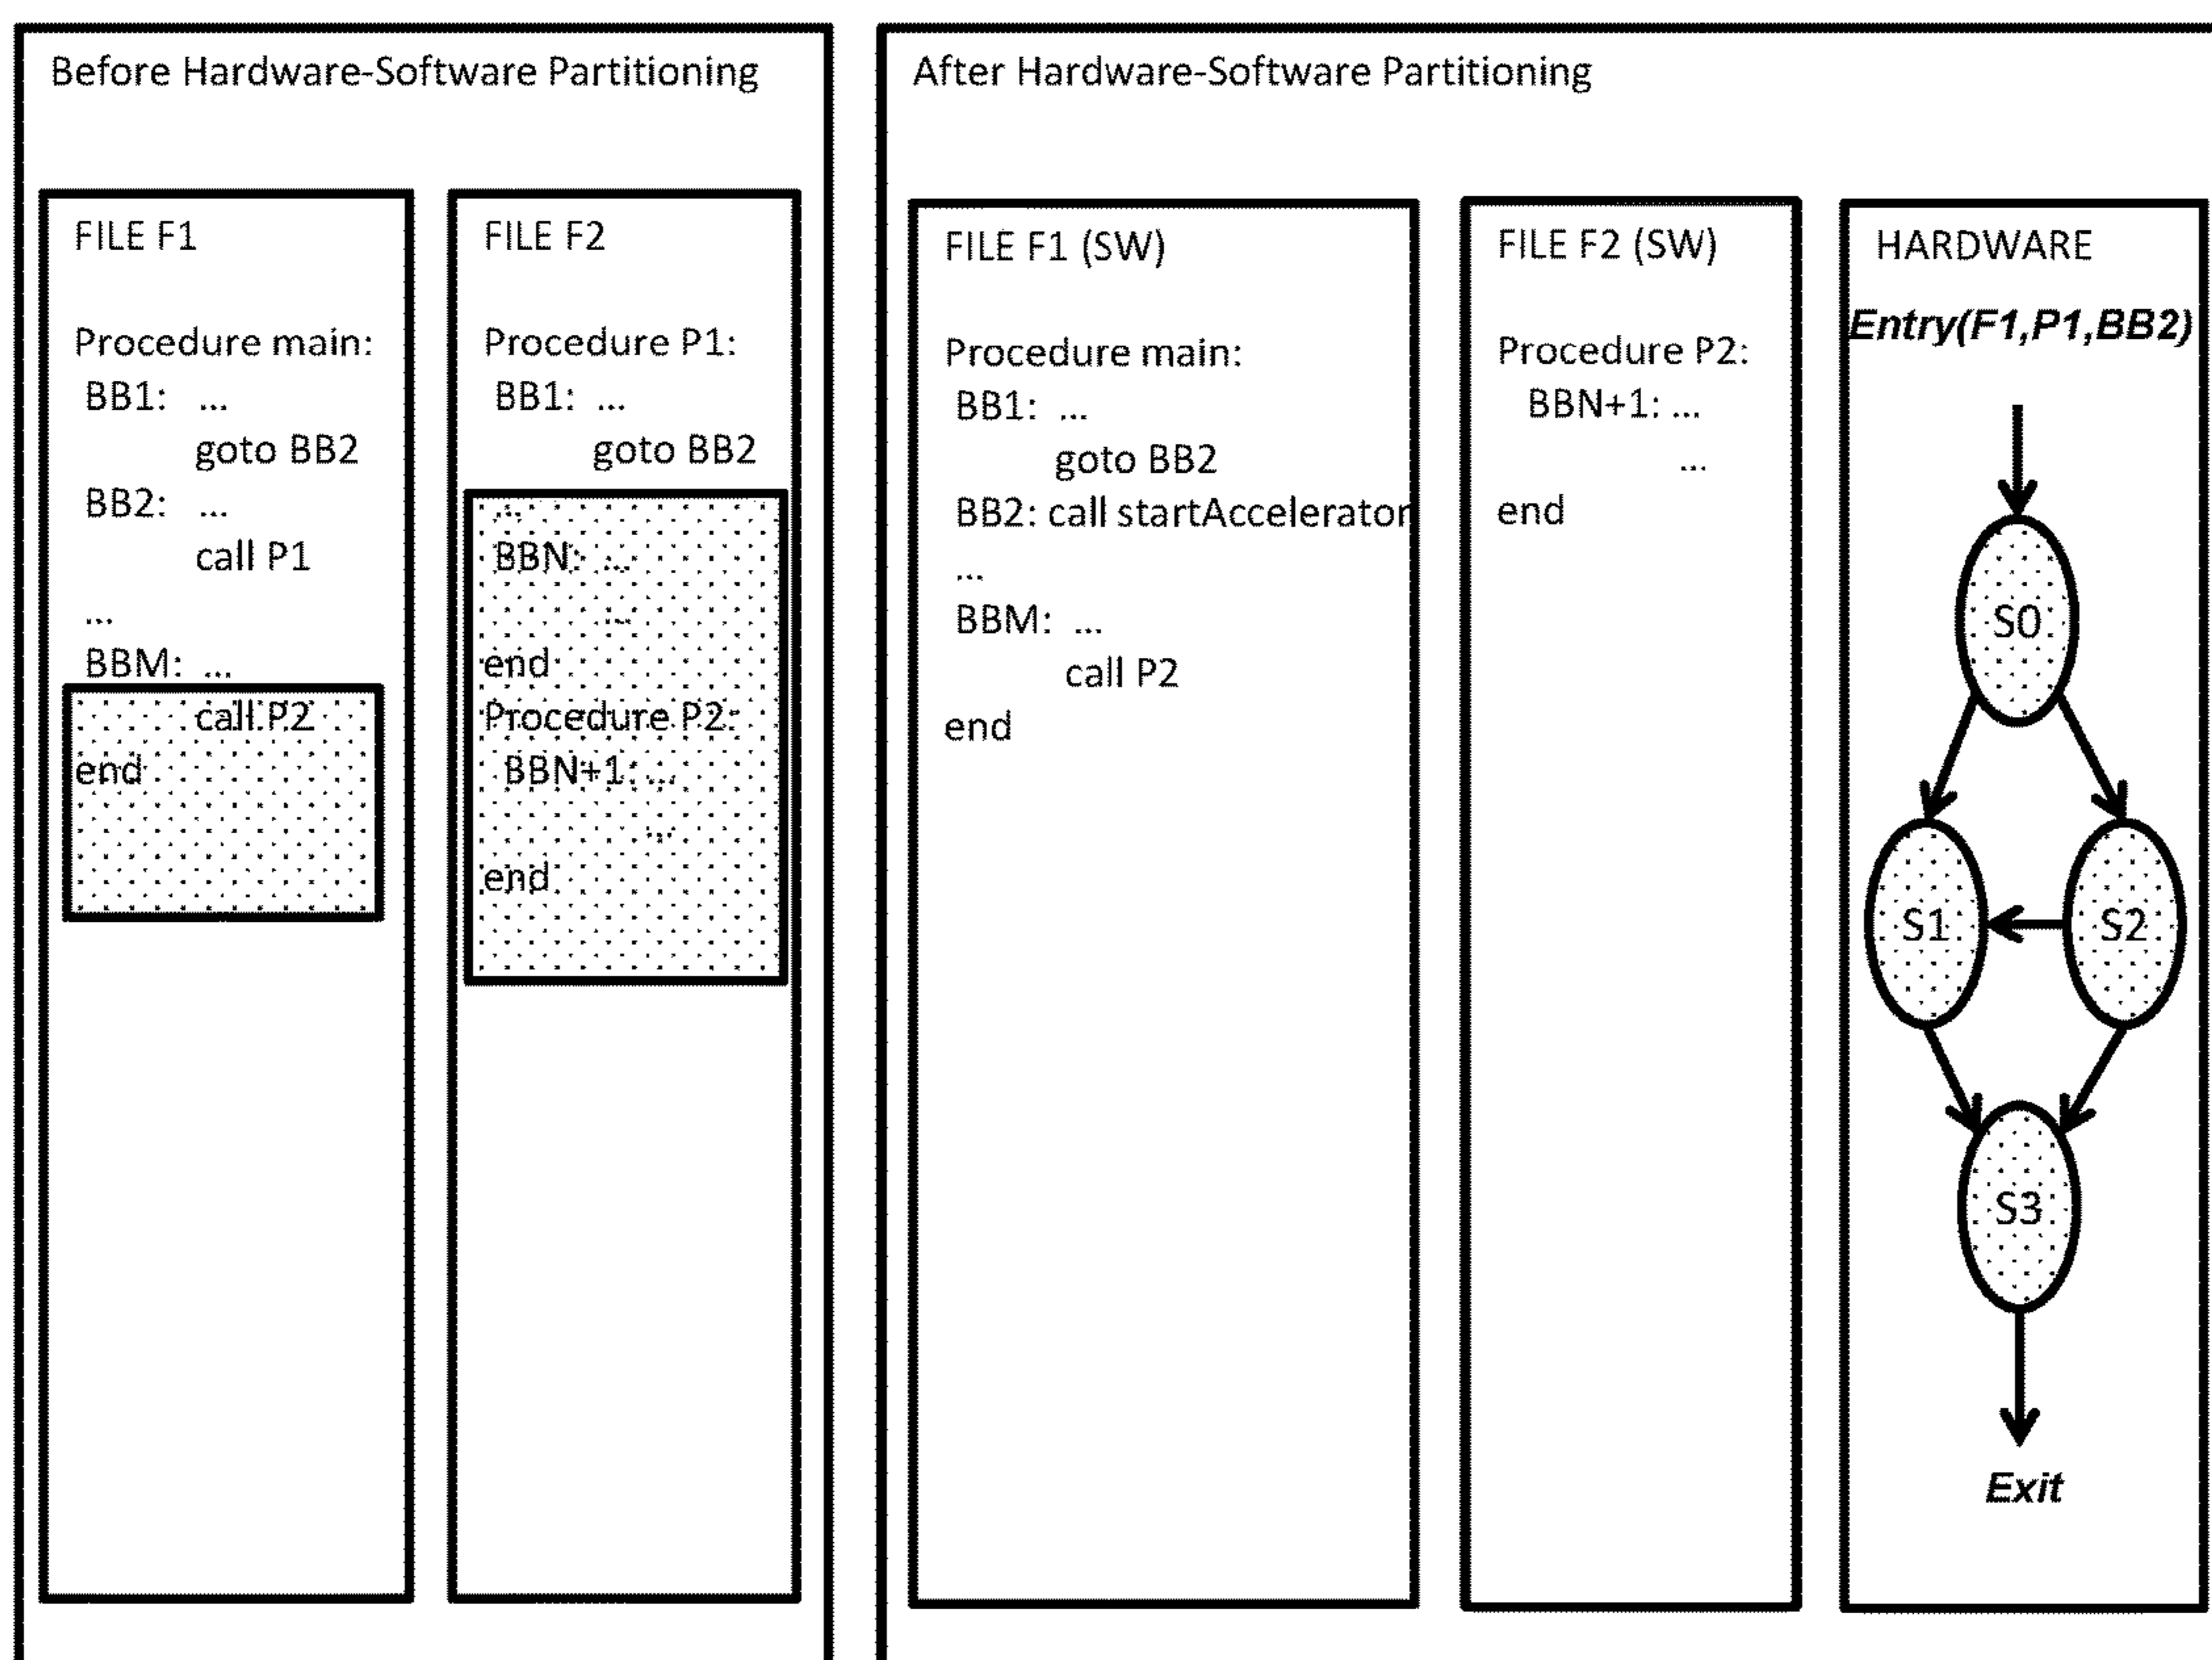 Before Hardware-Software Partitioning
FILE F1
Procedure main:
BB1: ...
goto BB2
BB2: ...
call P1
...
BBM: ...
call P2
end
FILE F2
Procedure P1:
BB1: ...
goto BB2
...
BBN: ...
...
end
Procedure P2:
BBN+1: ...
...
end
After Hardware-Software Partitioning
FILE F1 (SW)
Procedure main:
BB1: ...
goto BB2
BB2: call startAccelerator
...
BBM: ...
call P2
end
FILE F2 (SW)
Procedure P2:
BBN+1: ...
...
end
HARDWARE
Entry(F1,P1,BB2)
S0
S1
S2
S3
Exit